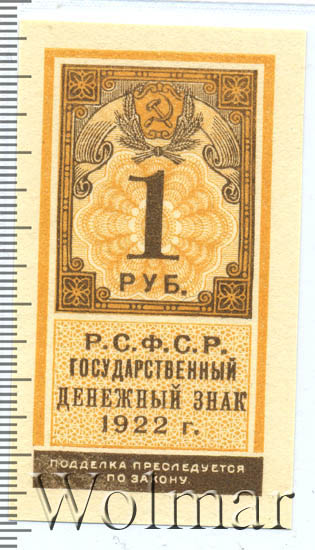 1
РУБ.
Р.С.Ф.С.Р.
ГОСУДАРСТВЕННЫЙ
ДЕНЕЖНЫЙ ЗНАК
1922 г.
ПОДДЕЛКА ПРЕСЛЕДУЕТСЯ
ПО ЗАКОНУ.
Wolmar